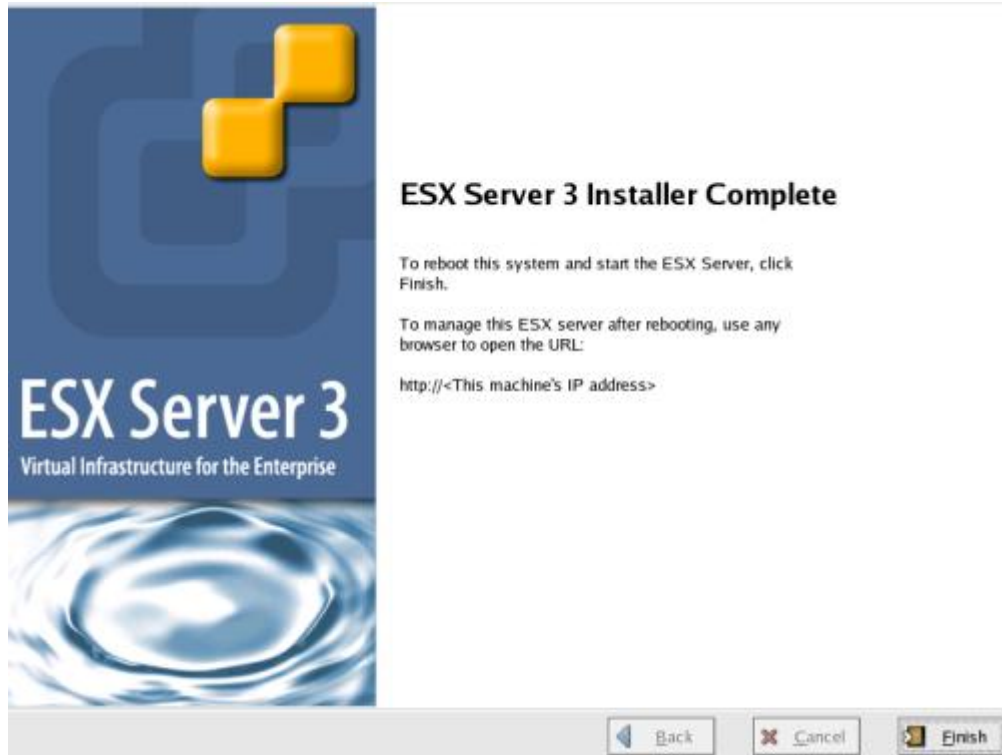 ESX Server 3 Installer Complete
To reboot this system and start the ESX Server, click
Finish.
To manage this ESX server after rebooting, use any
browser to open the URL:
http://<This machine's IP address>
ESX Server 3
Virtual Infrastructure for the Enterprise
Back
Cancel
Finish